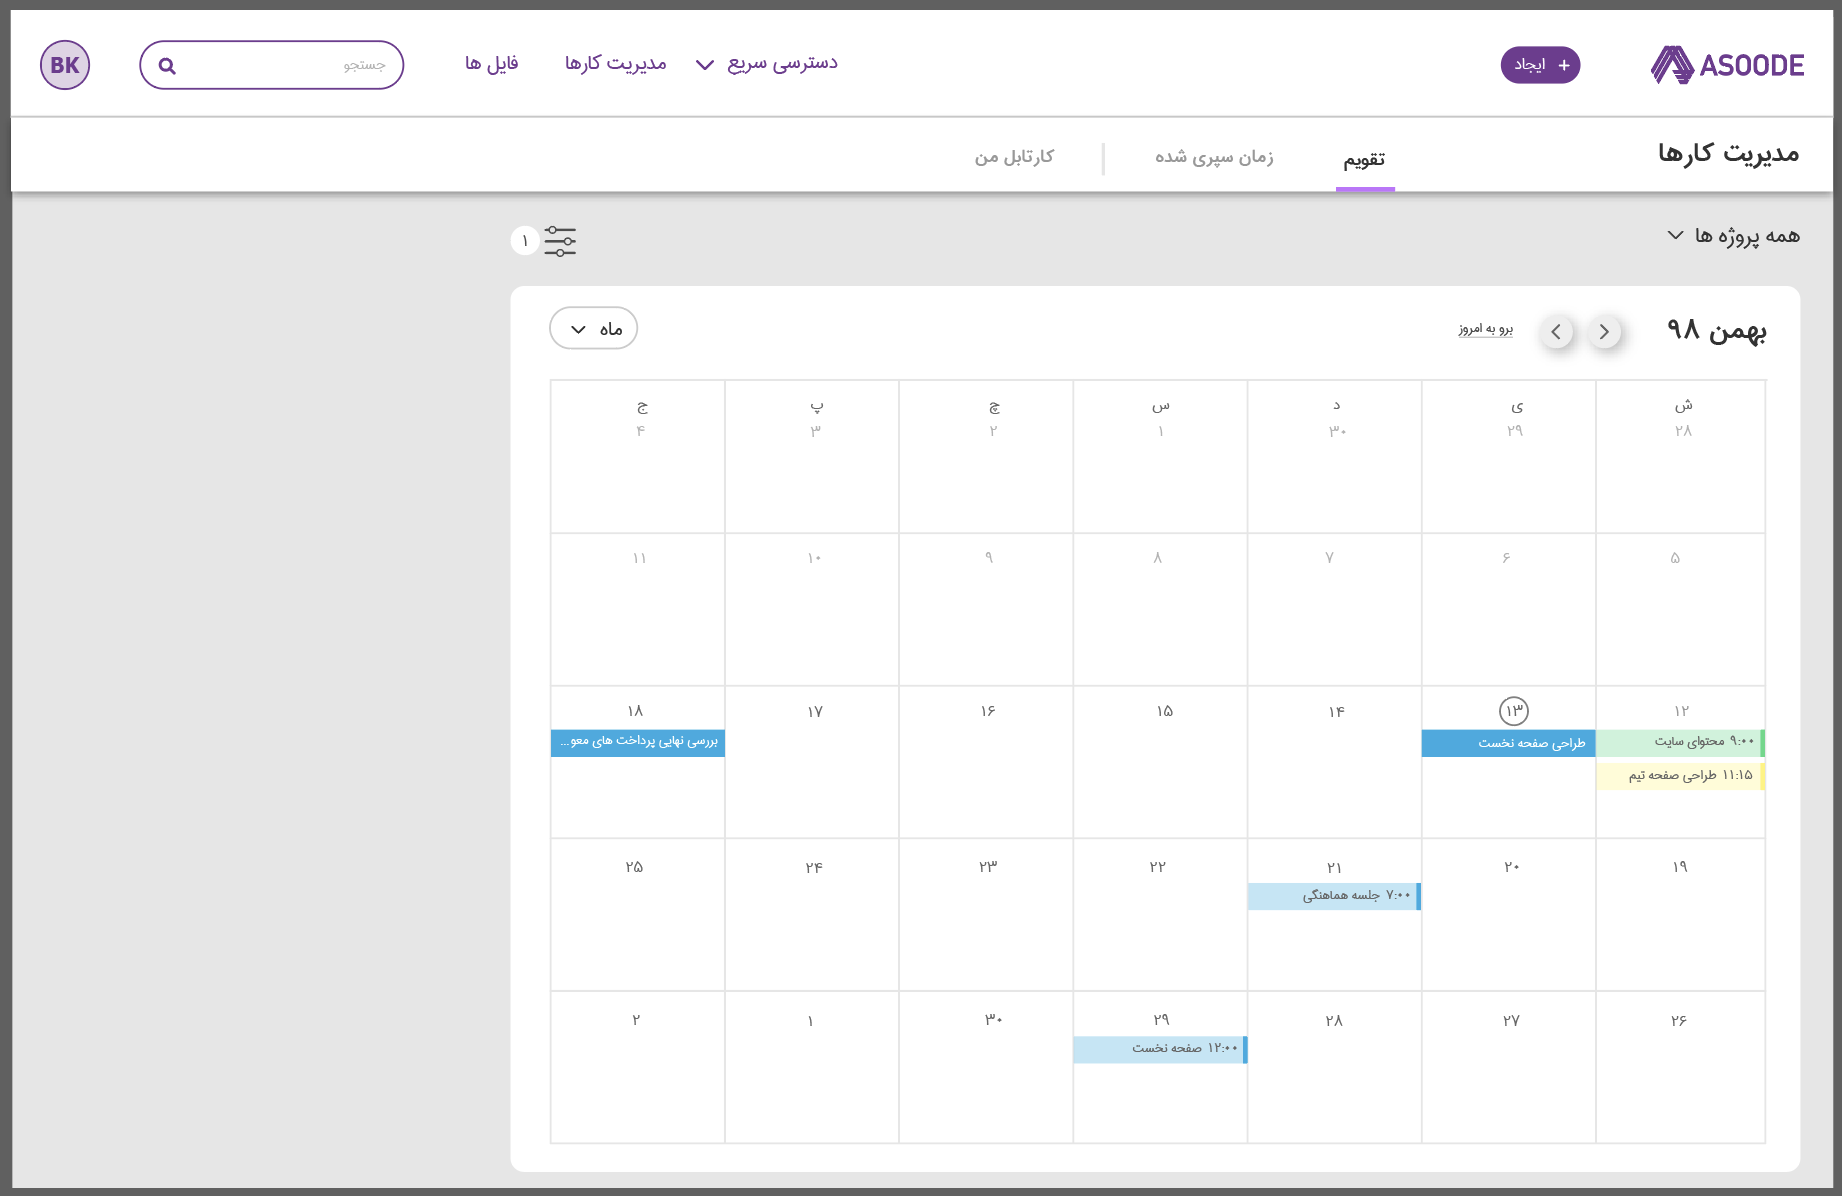 ASOODE
+ ایجاد
دسترسی سریع
مدیریت کارها
فایل ها
جستجو
BK
مدیریت کارها
تقویم
زمان سپری شده
کارتابل من
همه پروژه ها
۱
بهمن ۹۸
برو به امروز
ماه
ش ی د س چ پ ج
۲۸ ۲۹ ۳۰ ۱ ۲ ۳ ۴
۵ ۶ ۷ ۸ ۹ ۱۰ ۱۱
۱۲ ۱۳ ۱۴ ۱۵ ۱۶ ۱۷ ۱۸
۹:۰۰ محتوای سایت
طراحی صفحه نخست
بررسی نهایی پرداخت های معو...
۱۱:۱۵ طراحی صفحه تیم
۱۹ ۲۰ ۲۱ ۲۲ ۲۳ ۲۴ ۲۵
۷:۰۰ جلسه هماهنگی
۲۶ ۲۷ ۲۸ ۲۹ ۳۰ ۱ ۲
۱۲:۰۰ صفحه نخست